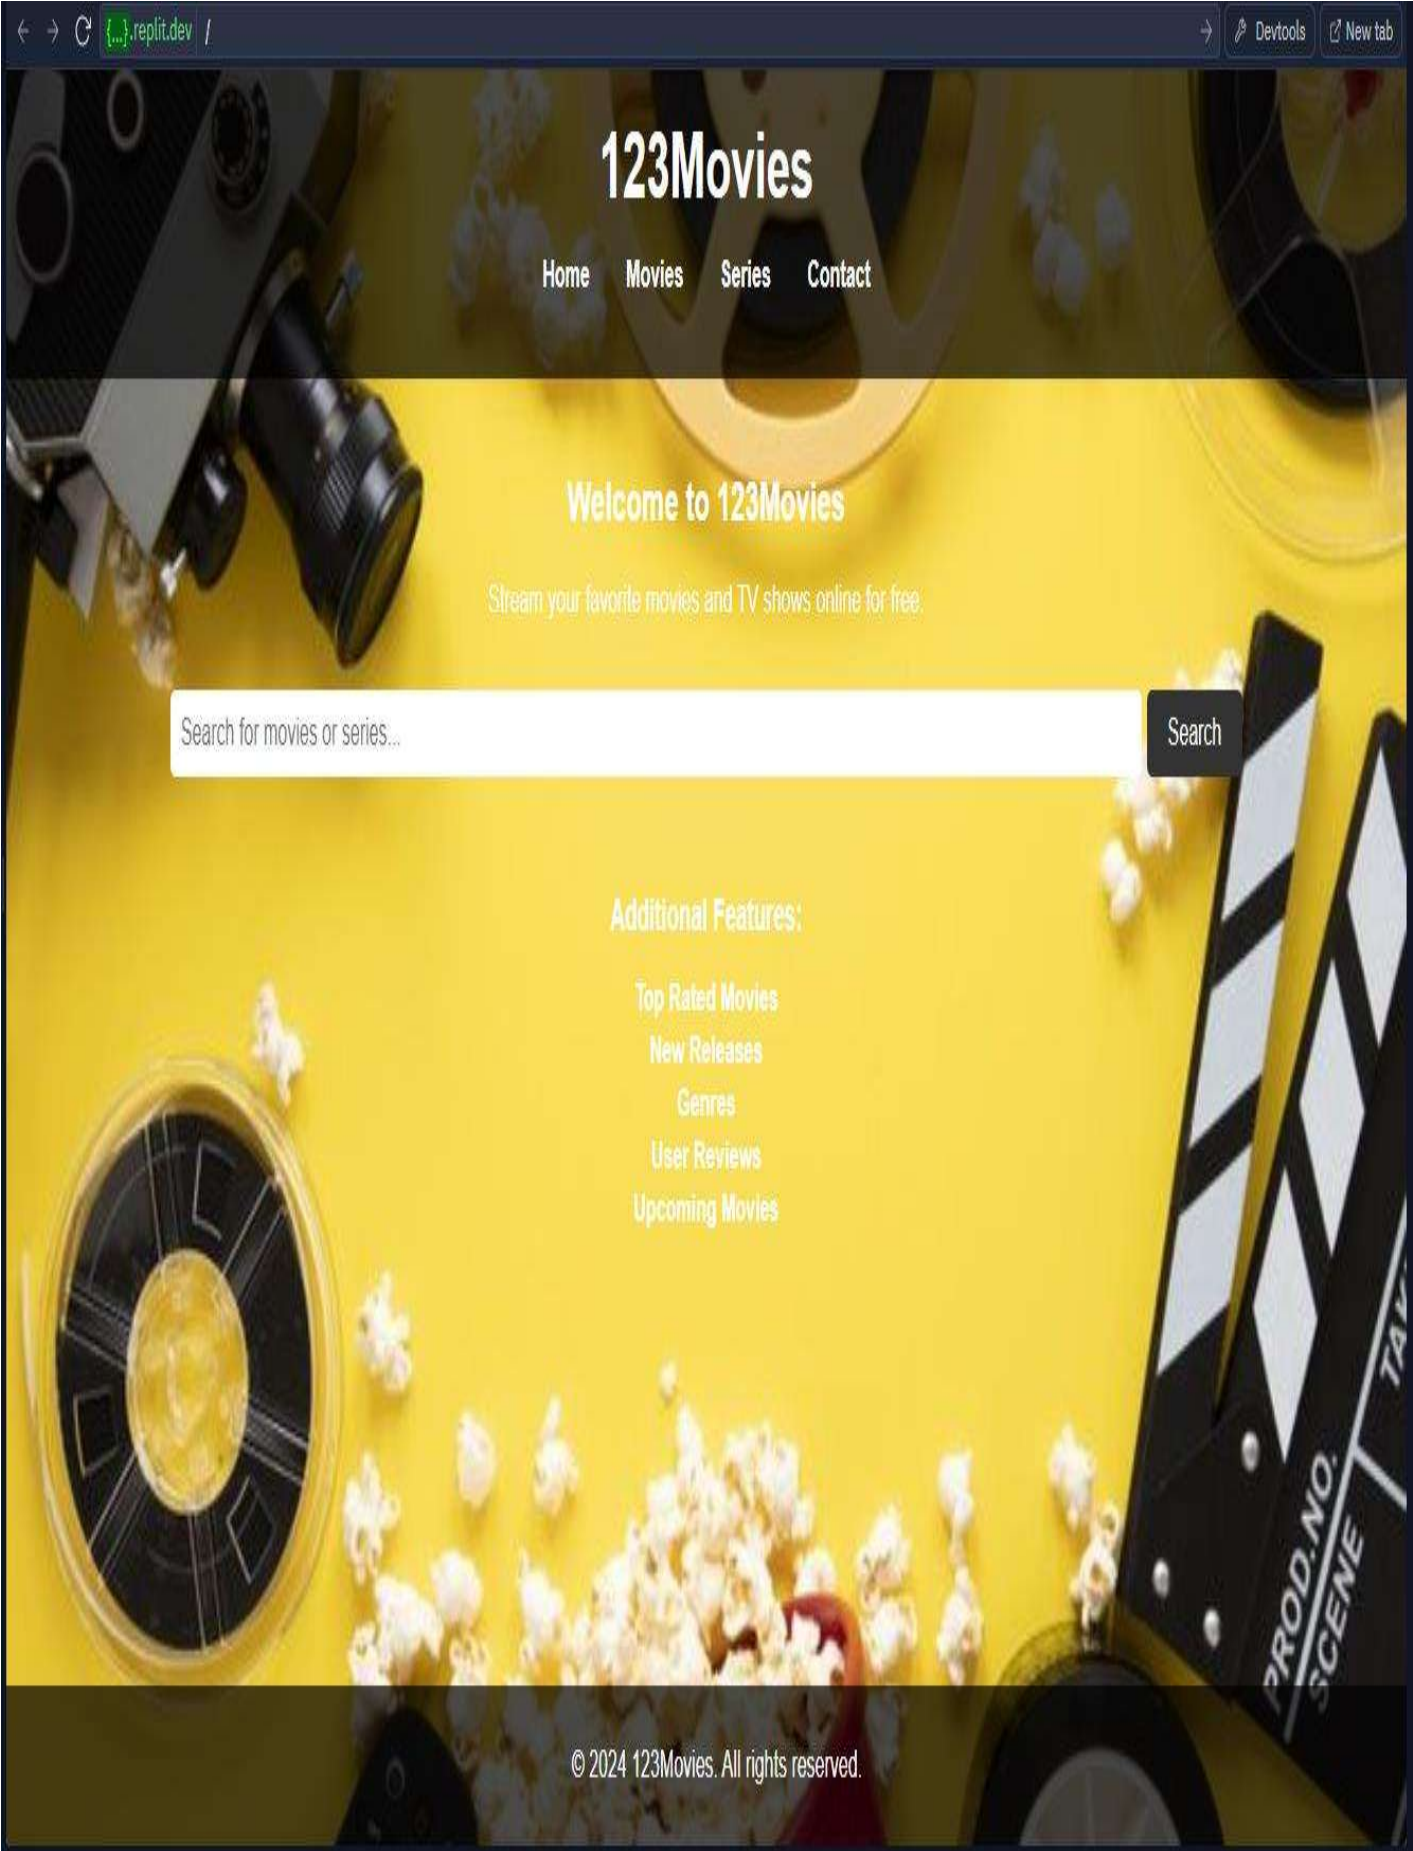 {...}.replit.dev /
Devtools
New tab
123Movies
Home Movies Series Contact
Welcome to 123Movies
Stream your favorite movies and TV shows online for free.
Search for movies or series...
Search
Additional Features:
Top Rated Movies
New Releases
Genres
User Reviews
Upcoming Movies
PROD.NO.
SCENE
© 2024 123Movies. All rights reserved.